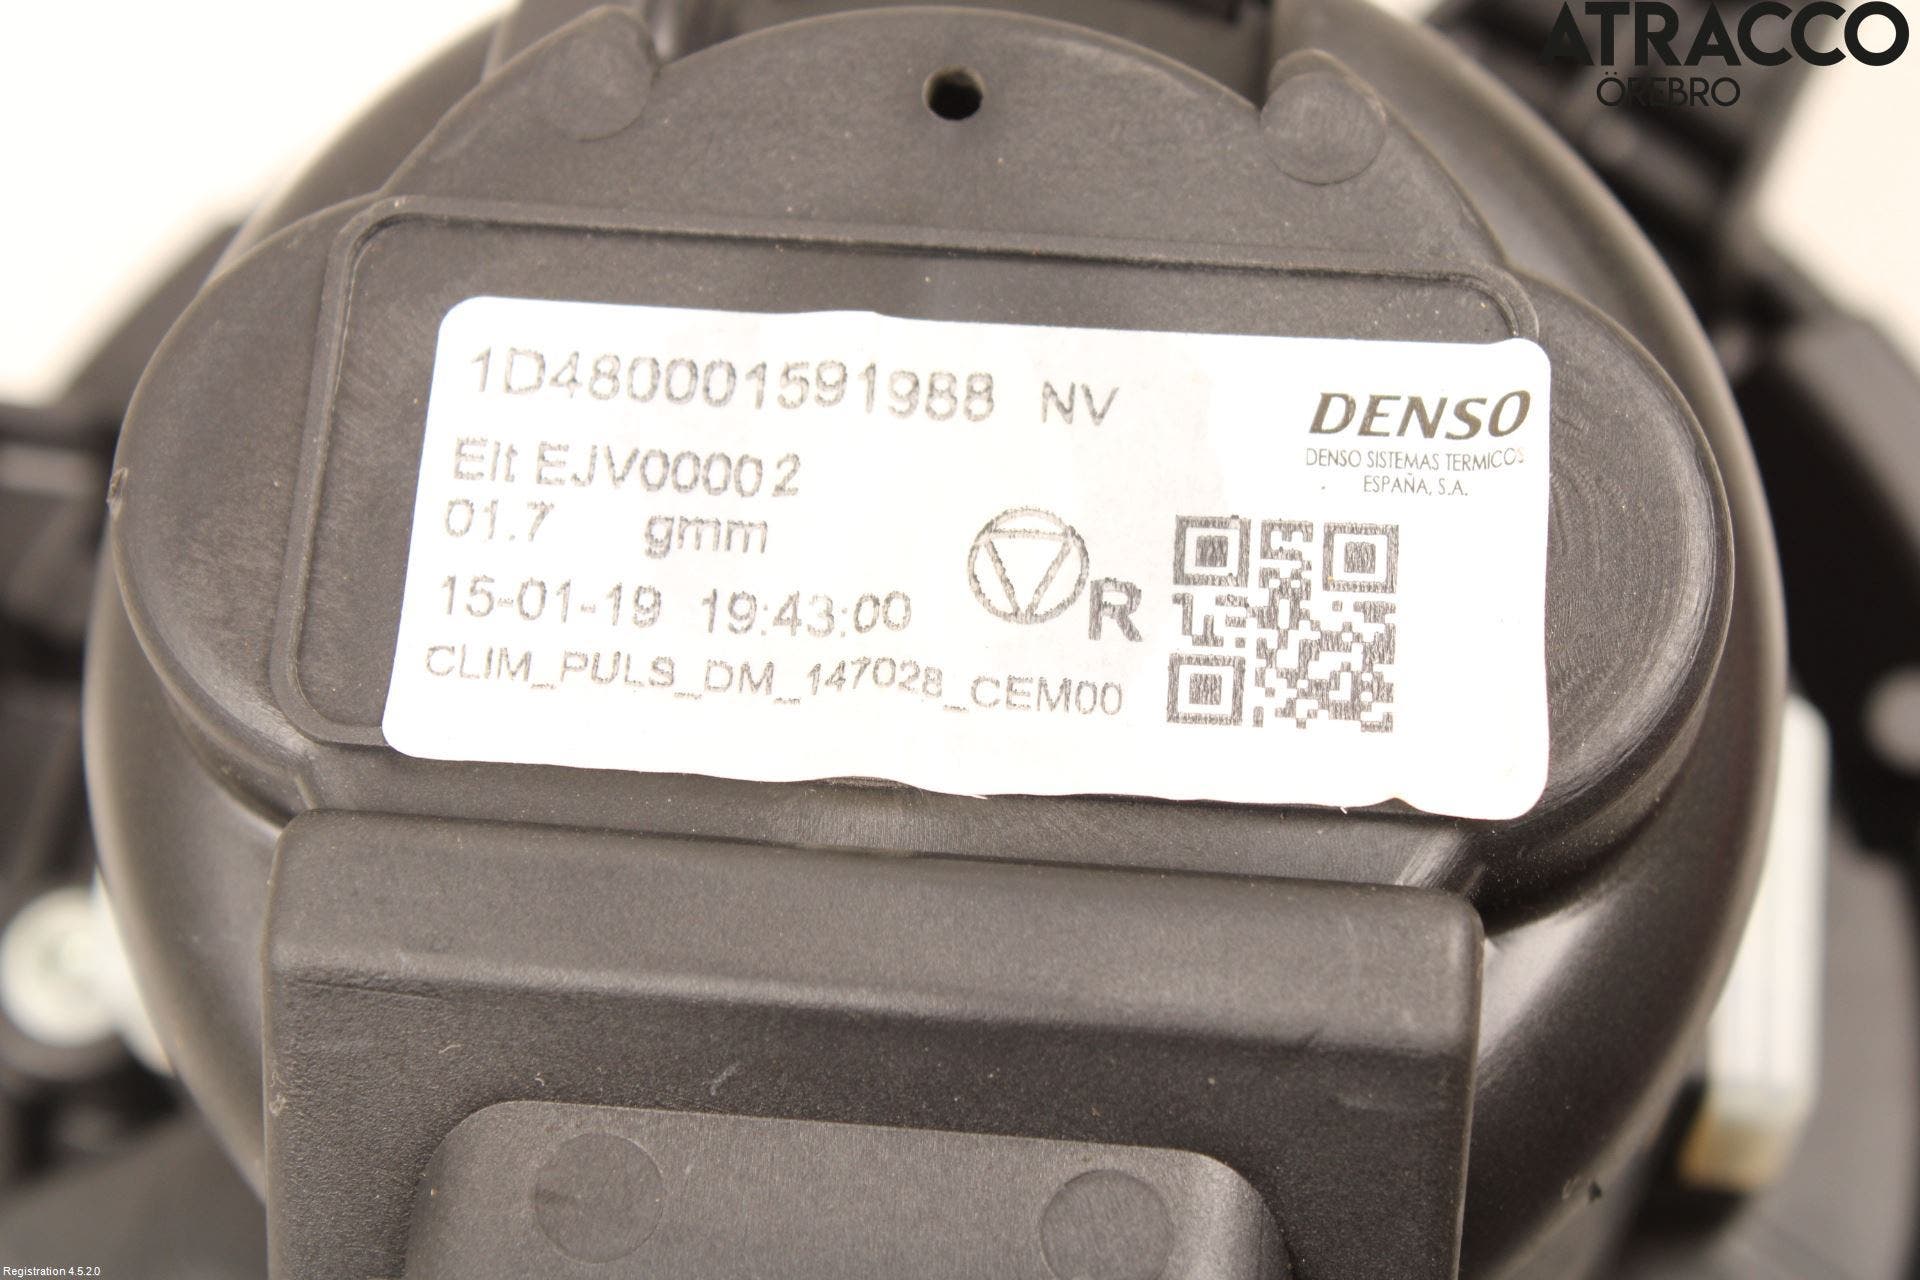 ATRACCO
ÖREBRO
1D480001591988 NV
DENSO
DENSO SISTEMAS TERMICOS
ESPAÑA, S.A.
Elt EJV00002
01.7 gmm
R
15-01-19 19:43:00
CLIM_PULS_DM_147028_CEM00
Registration 4.5.2.0